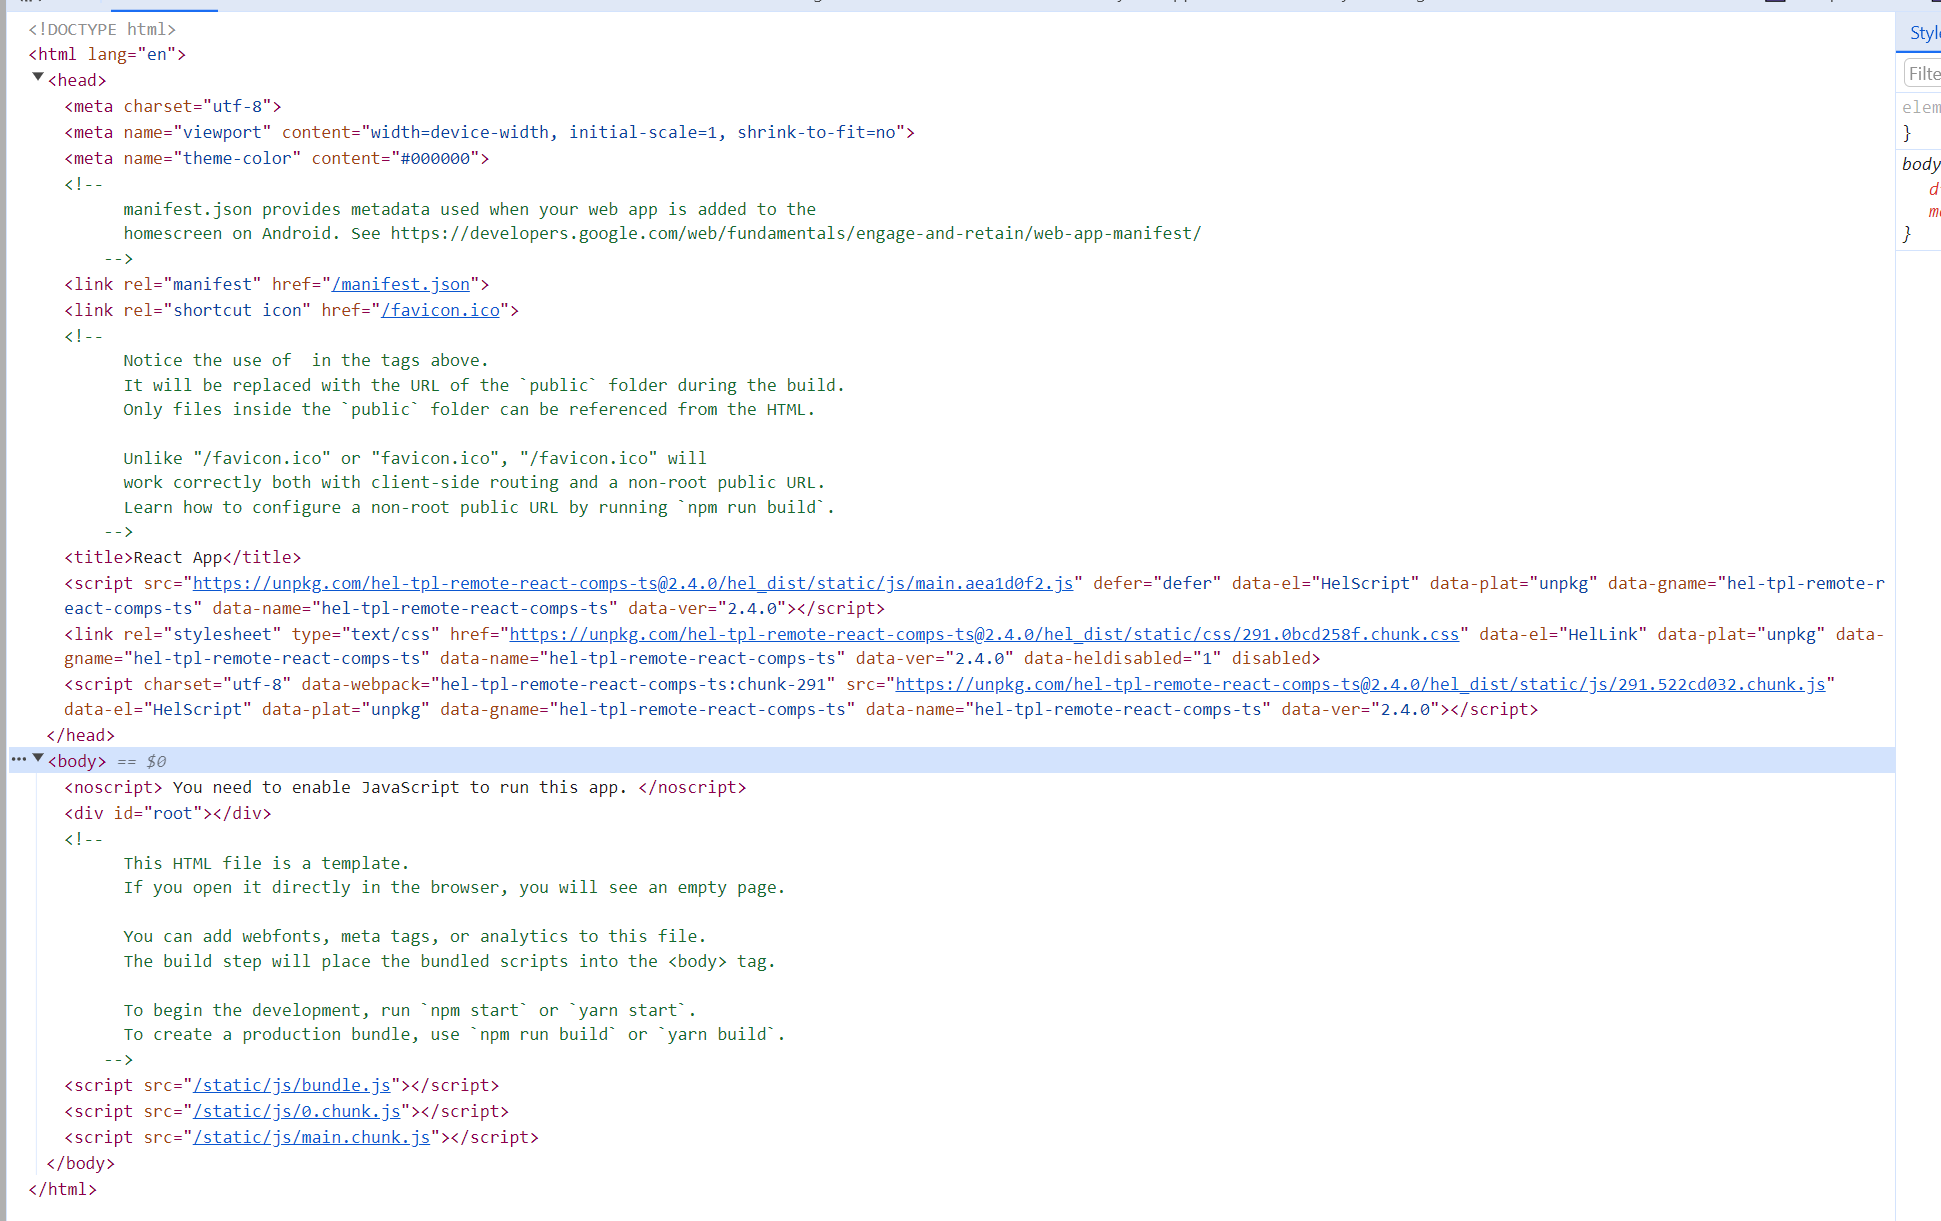 <!DOCTYPE html>
<html lang="en">
<head>
<meta charset="utf-8">
<meta name="viewport" content="width=device-width, initial-scale=1, shrink-to-fit=no">
<meta name="theme-color" content="#000000">
<!--
manifest.json provides metadata used when your web app is added to the
homescreen on Android. See https://developers.google.com/web/fundamentals/engage-and-retain/web-app-manifest/
-->
<link rel="manifest" href="/manifest.json">
<link rel="shortcut icon" href="/favicon.ico">
<!--
Notice the use of  in the tags above.
It will be replaced with the URL of the `public` folder during the build.
Only files inside the `public` folder can be referenced from the HTML.
Unlike "/favicon.ico" or "favicon.ico", "/favicon.ico" will
work correctly both with client-side routing and a non-root public URL.
Learn how to configure a non-root public URL by running `npm run build`.
-->
<title>React App</title>
<script src="https://unpkg.com/hel-tpl-remote-react-comps-ts@2.4.0/hel_dist/static/js/main.aea1d0f2.js" defer="defer" data-el="HelScript" data-plat="unpkg" data-gname="hel-tpl-remote-r
eact-comps-ts" data-name="hel-tpl-remote-react-comps-ts" data-ver="2.4.0"></script>
<link rel="stylesheet" type="text/css" href="https://unpkg.com/hel-tpl-remote-react-comps-ts@2.4.0/hel_dist/static/css/291.0bcd258f.chunk.css" data-el="HelLink" data-plat="unpkg" data-
gname="hel-tpl-remote-react-comps-ts" data-name="hel-tpl-remote-react-comps-ts" data-ver="2.4.0" data-heldisabled="1" disabled>
<script charset="utf-8" data-webpack="hel-tpl-remote-react-comps-ts:chunk-291" src="https://unpkg.com/hel-tpl-remote-react-comps-ts@2.4.0/hel_dist/static/js/291.522cd032.chunk.js"
data-el="HelScript" data-plat="unpkg" data-gname="hel-tpl-remote-react-comps-ts" data-name="hel-tpl-remote-react-comps-ts" data-ver="2.4.0"></script>
</head>
<body> == $0
<noscript> You need to enable JavaScript to run this app. </noscript>
<div id="root"></div>
<!--
This HTML file is a template.
If you open it directly in the browser, you will see an empty page.
You can add webfonts, meta tags, or analytics to this file.
The build step will place the bundled scripts into the <body> tag.
To begin the development, run `npm start` or `yarn start`.
To create a production bundle, use `npm run build` or `yarn build`.
-->
<script src="/static/js/bundle.js"></script>
<script src="/static/js/0.chunk.js"></script>
<script src="/static/js/main.chunk.js"></script>
</body>
</html>
Style
Filte
elem
}
body
}